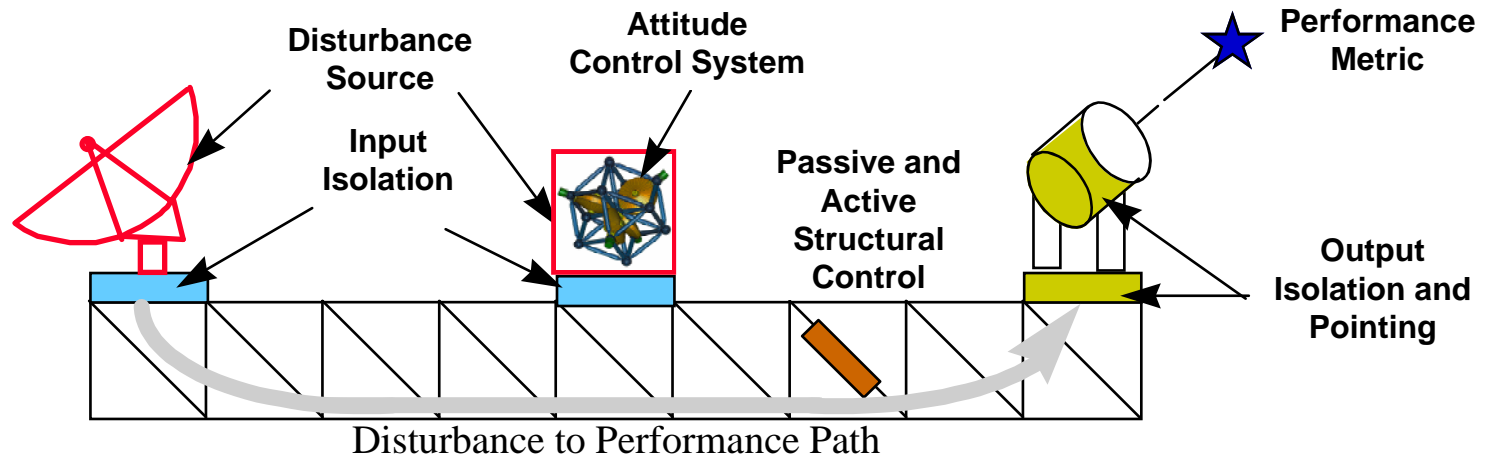 Disturbance
Source
Attitude
Control System
Performance
Metric
Input
Isolation
Passive and
Active
Structural
Control
Output
Isolation and
Pointing
Disturbance to Performance Path